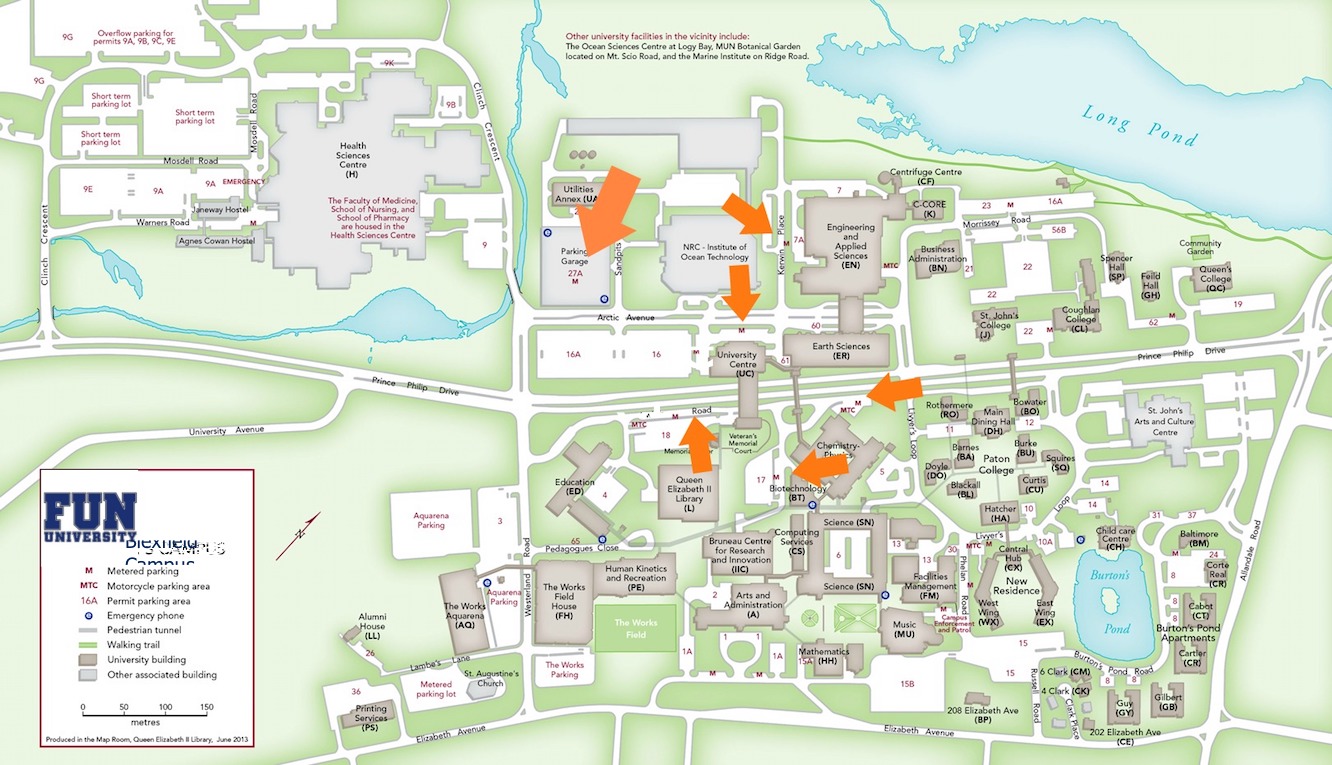 9G
Overflow parking for
permits 9A, 9B, 9C, 9E
9G
9K
Short term
parking lot
Short term
parking lot
Short term
parking lot
Mosdell Road
9B
Clinch Crescent
Mosdell Road
9E
9A
9A
EMERGENCY
Janeway Hostel
Warners Road
M
Agnes Cowan Hostel
Clinch Crescent
Health
Sciences
Centre
(H)
The Faculty of Medicine,
School of Nursing, and
School of Pharmacy
are housed in the
Health Sciences Centre
9
Other university facilities in the vicinity include:
The Ocean Sciences Centre at Logy Bay, MUN Botanical Garden
located on Mt. Scio Road, and the Marine Institute on Ridge Road.
Long Pond
Utilities
Annex (UA
Parking
Garage
27A
M
Sandpits
NRC - Institute of
Ocean Technology
Kerwin Place
M
7A
7
Engineering
and
Applied
Sciences
(EN)
MTC
Centrifuge Centre
(CF)
C-CORE
(K)
Business
Administration
(BN)
21
23
M
16A
Morrissey Road
56B
22
22
22
M
St. John's
College
(J)
Coughlan
College
(CL)
Spencer
Hall
(SP)
Feild
Hall
(GH)
Community
Garden
Queen's
College
(QC)
19
M
62
Arctic Avenue
16A
16
M
M
University
Centre
(UC)
60
61
Earth Sciences
(ER)
Prince Philip Drive
Prince Philip Drive
University Avenue
Road
M
MTC
18
Veteran's
Memorial
Court
M
MTC
Livyer's Loop
Chemistry-
17
M
Biotechnology
(BT)
5
Education
(ED)
4
Queen
Elizabeth II
Library
(L)
Rothermere
(RO)
11
Main
Dining Hall
(DH)
Bowater
(BO)
12
Barnes
(BA)
Burke
(BU)
Doyle
(DO)
Paton
College
Squires
(SQ)
Blackall
(BL)
Curtis
(CU)
Hatcher
(HA)
10
Loop
14
14
St. John's
Arts and Culture
Centre
Aquarena
Parking
3
65
Pedagogues Close
Westerland Road
Aquarena
Parking
The Works
Aquarena
(AQ)
The Works
Field
House
(FH)
Human Kinetics
and Recreation
(PE)
The Works
Field
The Works
Parking
Bruneau Centre
for Research
and Innovation
(IIC)
Computing
Services
(CS)
Science (SN)
6
Science (SN)
13
13
30
Facilities
Management
(FM)
MTC
M
Livyer's
10A
Phelan Road
M
M
Campus
Enforcement
and Patrol
Central
Hub
(CX)
New
Residence
West
Wing
(WX)
East
Wing
(EX)
Child care
Centre
(CH)
31
37
Baltimore
(BM)
M
8
24
Corte
Real
(CR)
Allandale Road
Burton's
Pond
8
8
Cabot
(CT)
Burton's Pond
Apartments
Cartier
(CR)
2
Arts and
Administration
(A)
1
1
1A
1A
15A
M
M
Mathematics
(HH)
Music
(MU)
15B
15
15
Burton's Pond Road
Russell Road
6 Clark (CM)
4 Clark (CK)
Clark Place
8
8
Guy
(GY)
Gilbert
(GB)
208 Elizabeth Ave
(BP)
202 Elizabeth Ave
(CE)
Elizabeth Avenue
Elizabeth Avenue
Alumni
House
(LL)
26
Lambe's Lane
Metered
parking lot
St. Augustine's
Church
36
Printing
Services
(PS)
FUN
UNIVERSITY
Campus
M Metered parking
MTC Motorcycle parking area
16A Permit parking area
Emergency phone
Pedestrian tunnel
Walking trail
University building
Other associated building
0 50 100 150
metres
Produced in the Map Room, Queen Elizabeth II Library, June 2013